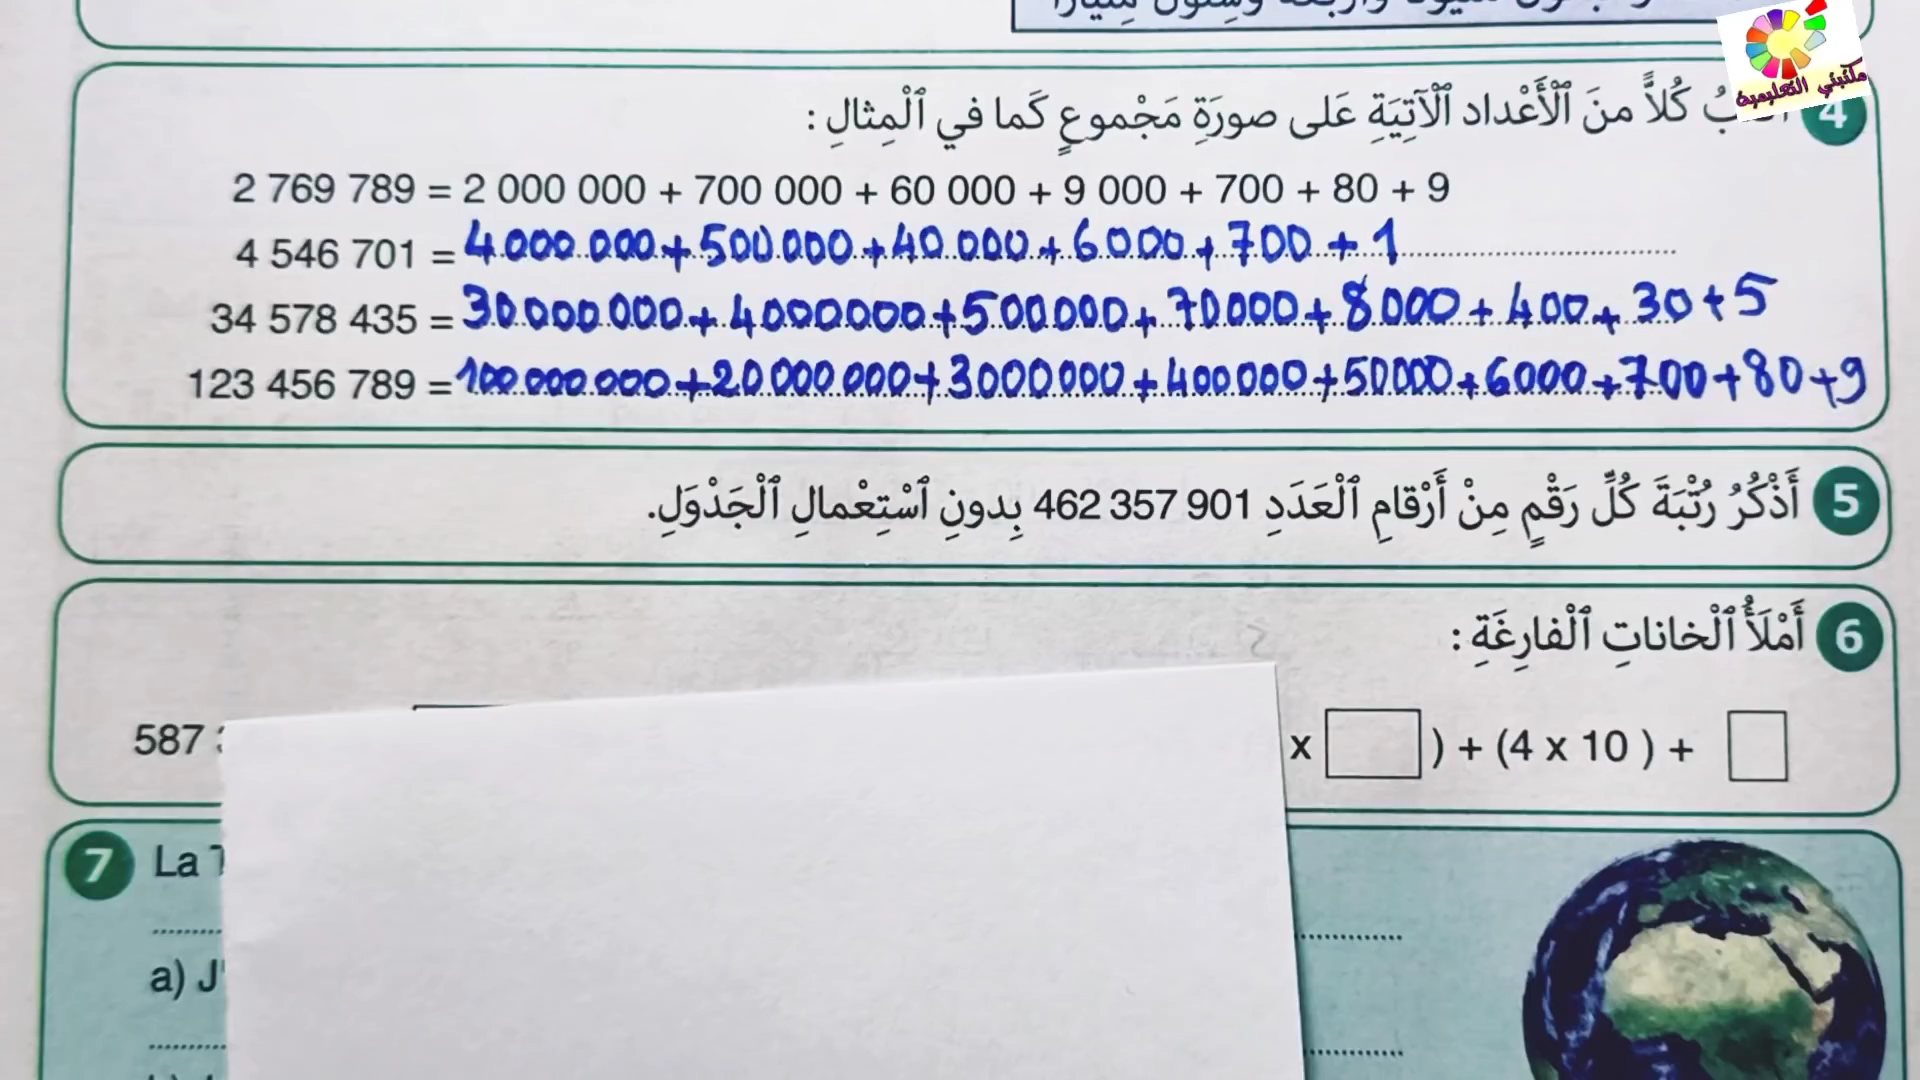 مكتبتي التعليمية
4 كُلاًّ منَ ٱلْأَعْداد ٱلْآتِيَةِ عَلى صورَةِ مَجْموعٍ كَما في ٱلْمِثالِ :
2 769 789 = 2 000 000 + 700 000 + 60 000 + 9 000 + 700 + 80 + 9
4 546 701 = 4 000 000 + 500 000 + 40 000 + 6 000 + 700 + 1
34 578 435 = 30 000 000 + 4 000 000 + 500 000 + 70 000 + 8 000 + 400 + 30 + 5
123 456 789 = 100 000 000 + 20 000 000 + 3 000 000 + 400 000 + 50 000 + 6 000 + 700 + 80 + 9
5 أَذْكُرُ رُتْبَةَ كُلِّ رَقْمٍ مِنْ أَرْقامِ ٱلْعَدَدِ 462 357 901 بِدونِ ٱسْتِعْمالِ ٱلْجَدْوَلِ.
6 أَمْلَأُ ٱلْخاناتِ ٱلْفارِغَةِ :
587 x ) + (4 x 10 ) +
7 La
a) J'